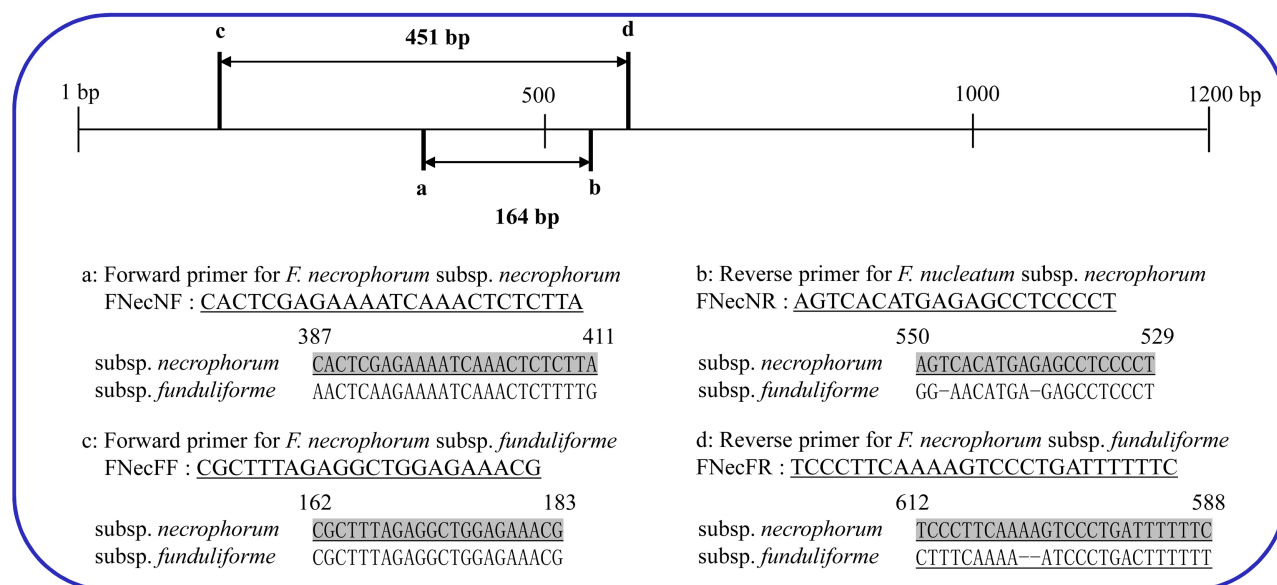 c d
451 bp
1 bp 500 1000 1200 bp
a b
164 bp
a: Forward primer for F. necrophorum subsp. necrophorum
FNecNF : CACTCGAGAAAATCAAACTCTCTTA
387 411
subsp. necrophorum CACTCGAGAAAATCAAACTCTCTTA
subsp. funduliforme AACTCAAGAAAATCAAACTCTTTTG
b: Reverse primer for F. nucleatum subsp. necrophorum
FNecNR : AGTCACATGAGAGCCTCCCCT
550 529
subsp. necrophorum AGTCACATGAGAGCCTCCCCT
subsp. funduliforme GG−AACATGA−GAGCCTCCCT
c: Forward primer for F. necrophorum subsp. funduliforme
FNecFF : CGCTTTAGAGGCTGGAGAAACG
162 183
subsp. necrophorum CGCTTTAGAGGCTGGAGAAACG
subsp. funduliforme CGCTTTAGAGGCTGGAGAAACG
d: Reverse primer for F. necrophorum subsp. funduliforme
FNecFR : TCCCTTCAAAAGTCCCTGATTTTTTC
612 588
subsp. necrophorum TCCCTTCAAAAGTCCCTGATTTTTTC
subsp. funduliforme CTTTCAAAA−−ATCCCTGACTTTTTT